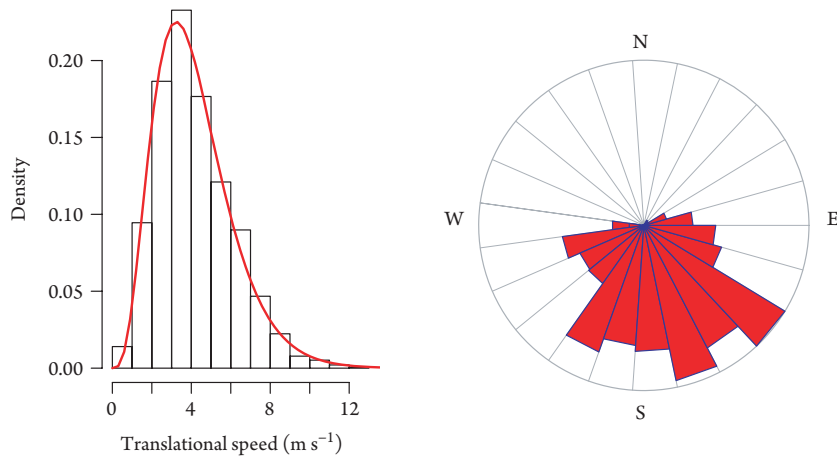 0.20
0.15
0.10
0.05
0.00
Density
0 4 8 12
Translational speed (m s⁻¹)
N
W
E
S